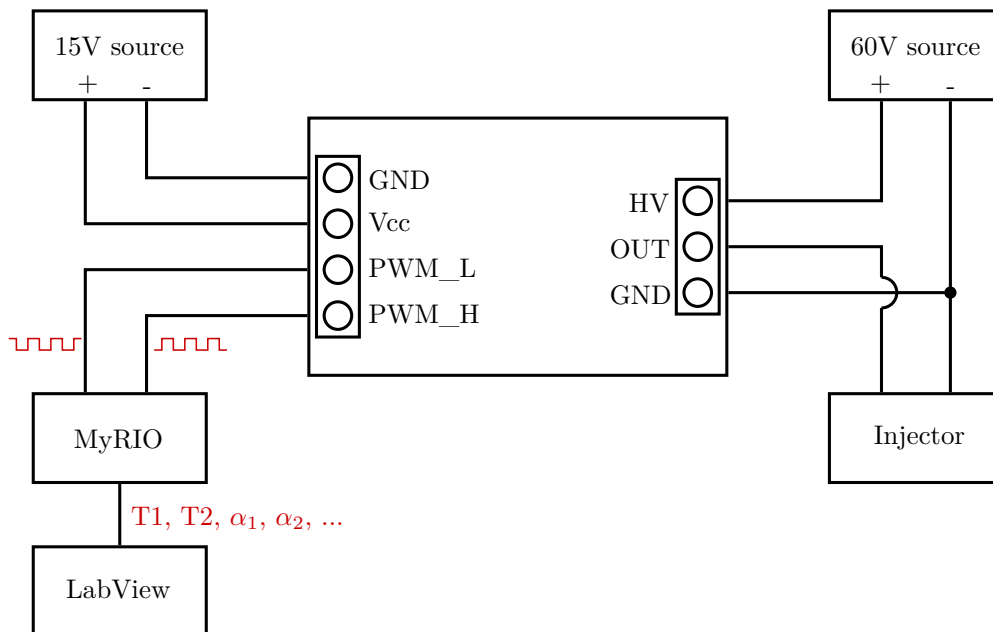 15V source
+ -
60V source
+ -
GND
Vcc
PWM_L
PWM_H
HV
OUT
GND
MyRIO
Injector
T1, T2, α₁, α₂, ...
LabView